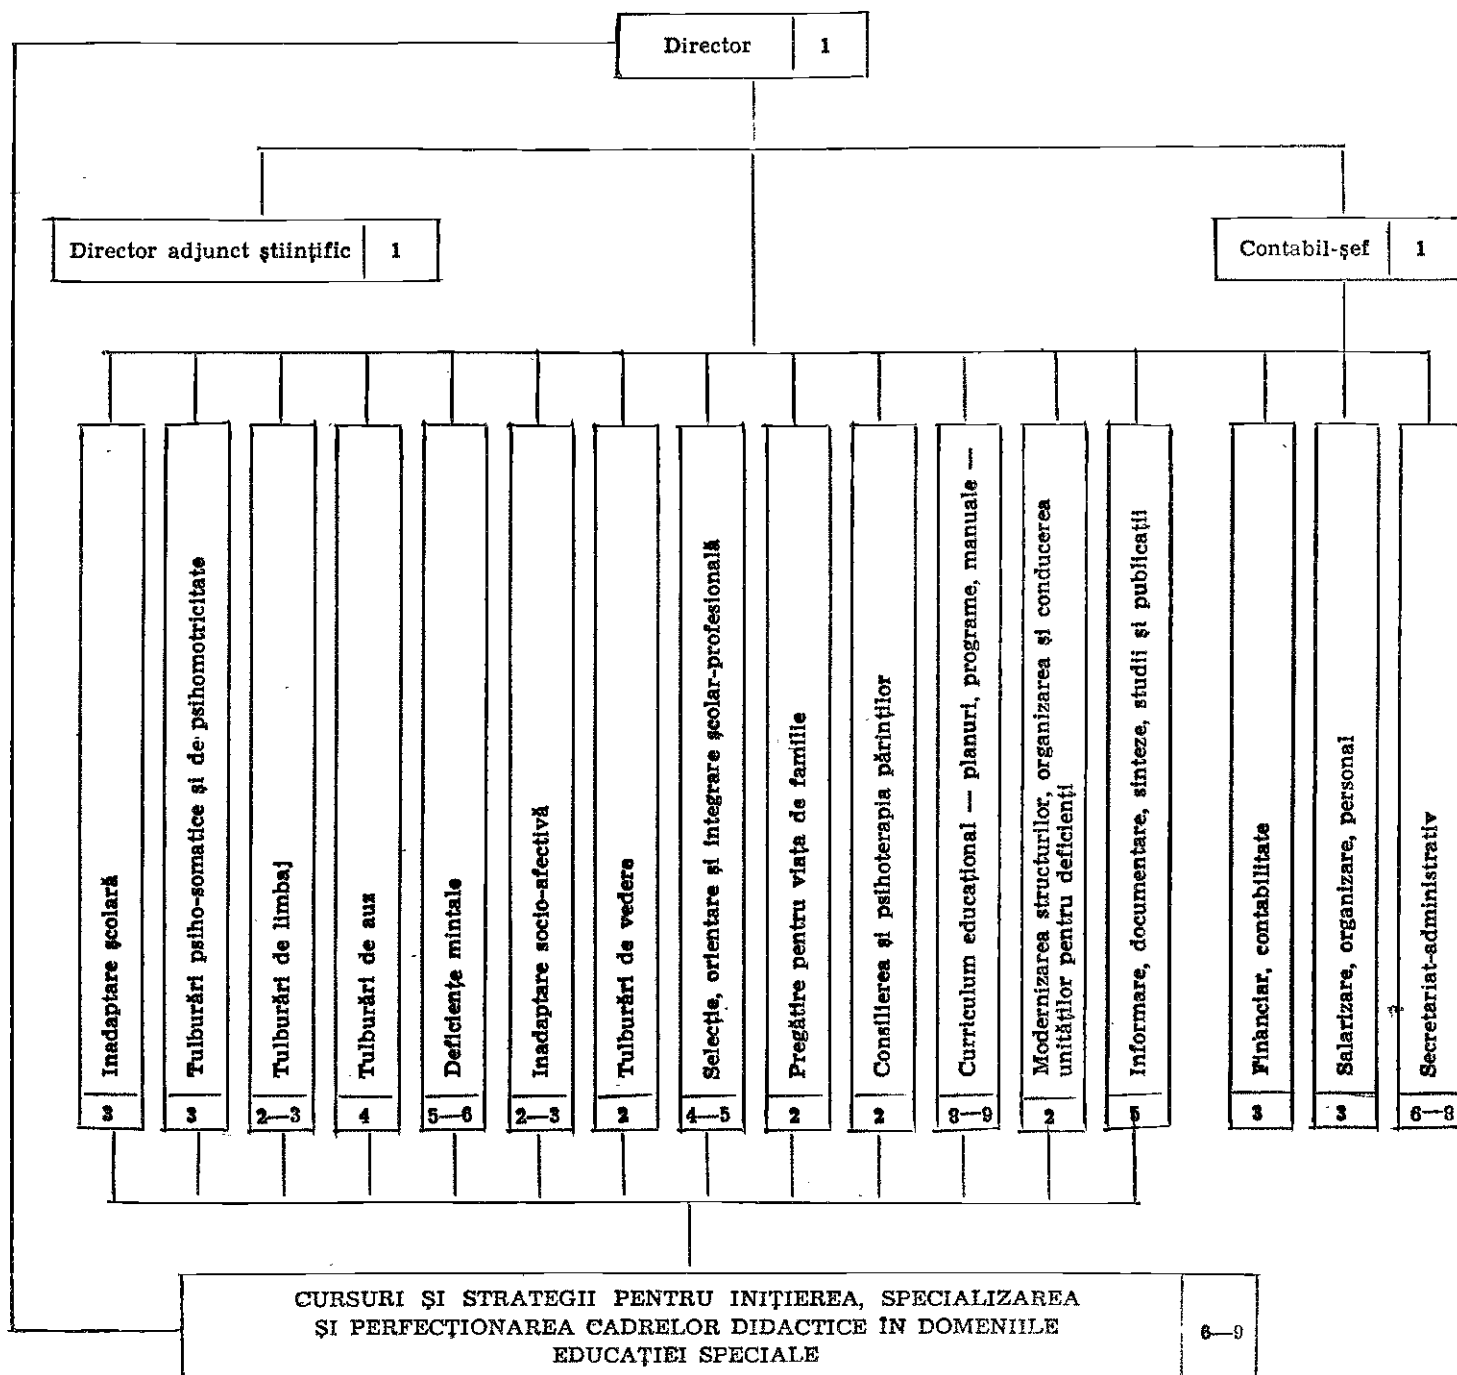 Director 1
Director adjunct științific 1
Contabil-șef 1
Inadaptare școlară
3
Tulburări psiho-somatice și de psihomotricitate
3
Tulburări de limbaj
2—3
Tulburări de auz
4
Deficiențe mintale
5—6
Inadaptare socio-afectivă
2—3
Tulburări de vedere
2
Selecție, orientare și integrare școlar-profesională
4—5
Pregătire pentru viața de familie
2
Consilierea și psihoterapia părinților
2
Curriculum educațional — planuri, programe, manuale —
8—9
Modernizarea structurilor, organizarea și conducerea
unităților pentru deficienți
2
Informare, documentare, sinteze, studii și publicații
5
Financiar, contabilitate
3
Salarizare, organizare, personal
3
Secretariat-administrativ
6—8
CURSURI ȘI STRATEGII PENTRU INIȚIEREA, SPECIALIZAREA
ȘI PERFECȚIONAREA CADRELOR DIDACTICE ÎN DOMENIILE
EDUCAȚIEI SPECIALE
6—9